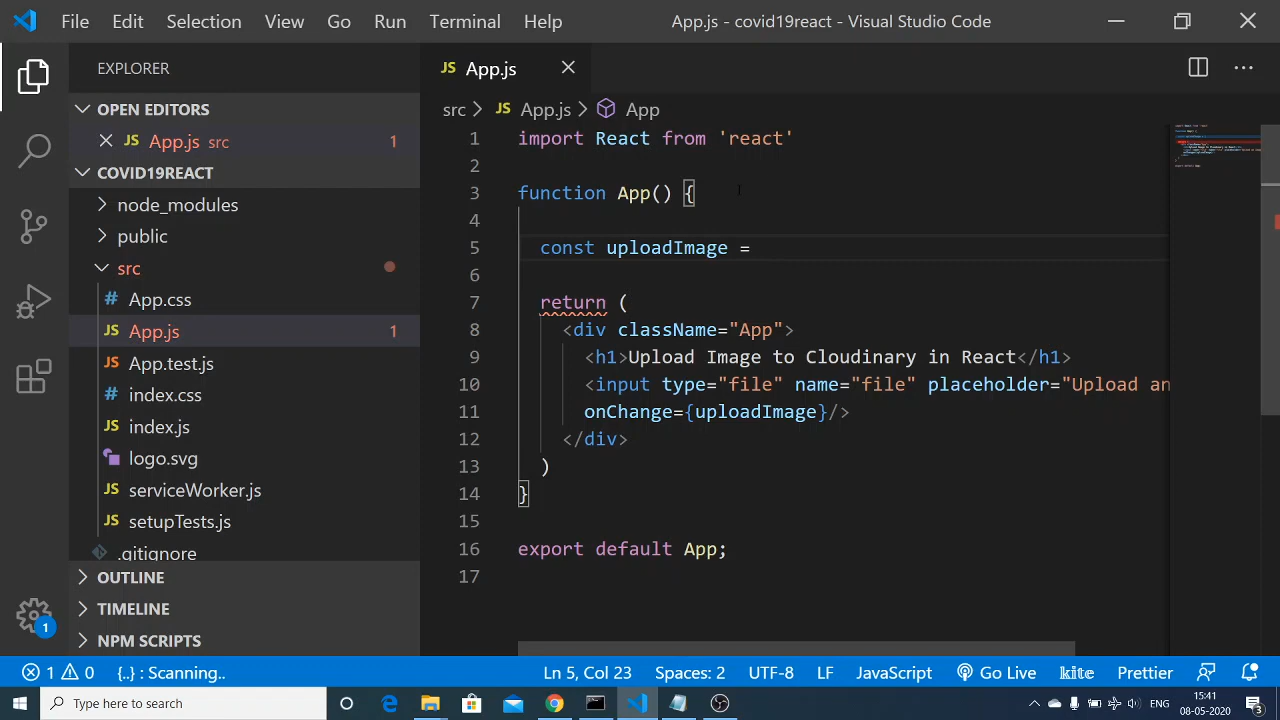 File Edit Selection View Go Run Terminal Help App.js - covid19react - Visual Studio Code
EXPLORER
OPEN EDITORS
App.js src 1
COVID19REACT
node_modules
public
src
App.css
App.js 1
App.test.js
index.css
index.js
logo.svg
serviceWorker.js
setupTests.js
.gitignore
OUTLINE
TIMELINE
NPM SCRIPTS
1
JS App.js
src JS App.js App
1 import React from 'react'
2
3 function App() {
4
5 const uploadImage =
6
7 return (
8 <div className="App">
9 <h1>Upload Image to Cloudinary in React</h1>
10 <input type="file" name="file" placeholder="Upload an
11 onChange={uploadImage}/>
12 </div>
13 )
14 }
15
16 export default App;
17
1 0 {..} : Scanning.. Ln 5, Col 23 Spaces: 2 UTF-8 LF JavaScript Go Live kite Prettier
Type here to search
ENG
15:41
08-05-2020
3